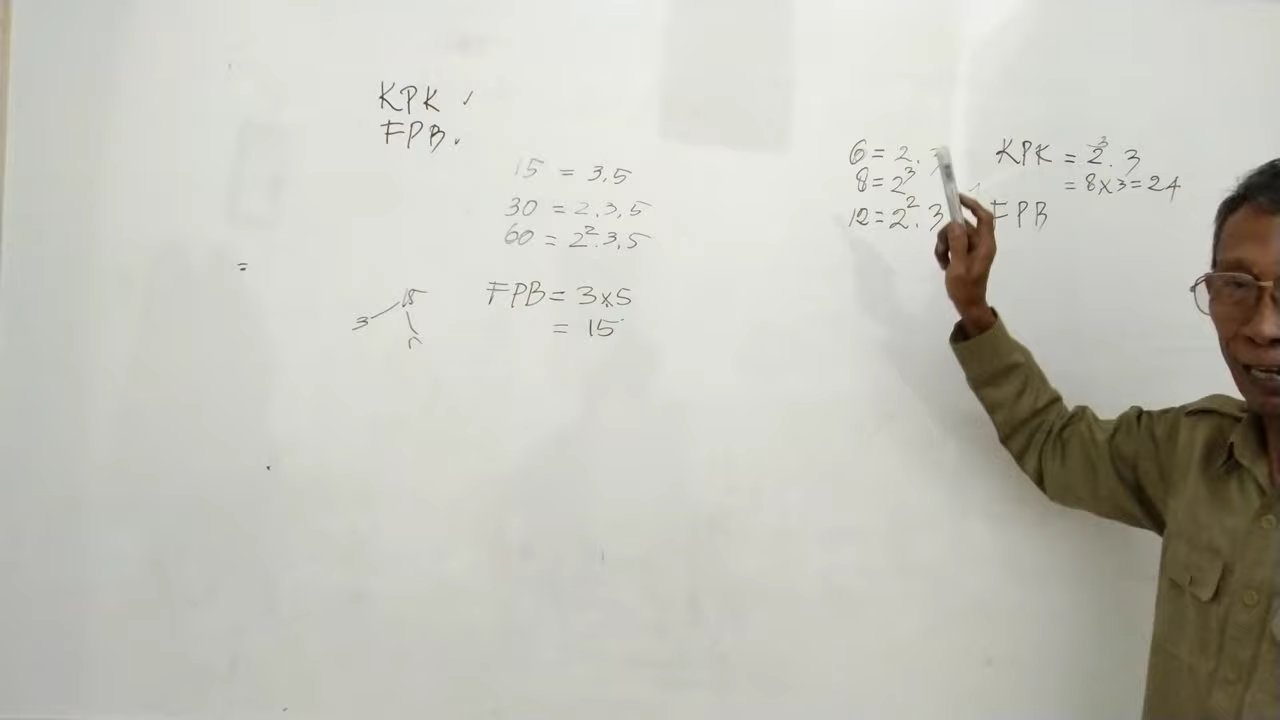 KPK ✓
FPB.
15 = 3.5
30 = 2.3.5
60 = 2².3.5
=
15
3
FPB = 3x5
= 15
6 = 2.
8 = 2³
12 = 2².3
KPK = 2³.3
= 8x3=24
FPB